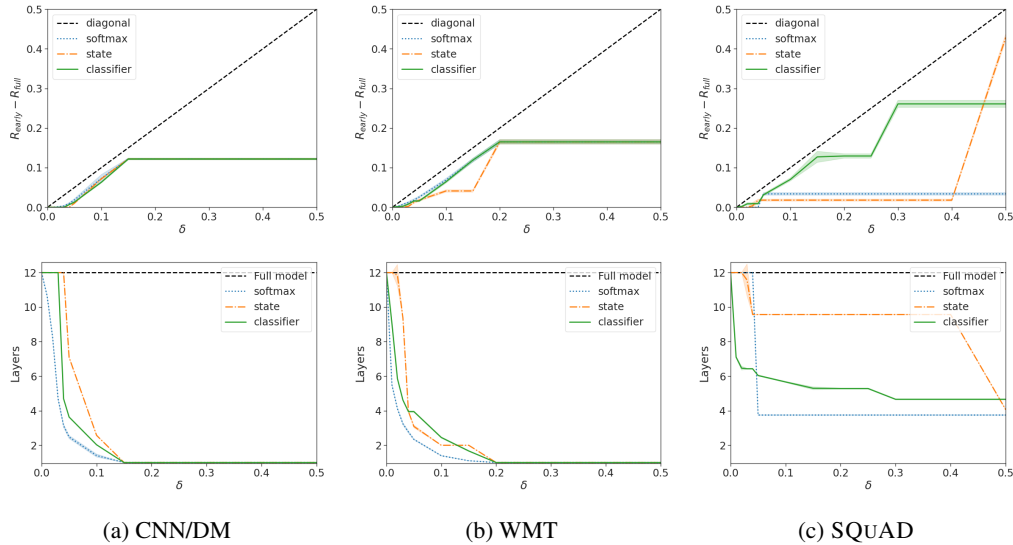 0.5
0.4
0.3
0.2
0.1
0.0
R_early − R_full
diagonal
softmax
state
classifier
0.0 0.1 0.2 0.3 0.4 0.5
δ
0.5
0.4
0.3
0.2
0.1
0.0
R_early − R_full
diagonal
softmax
state
classifier
0.0 0.1 0.2 0.3 0.4 0.5
δ
0.5
0.4
0.3
0.2
0.1
0.0
R_early − R_full
diagonal
softmax
state
classifier
0.0 0.1 0.2 0.3 0.4 0.5
δ
12
10
8
6
4
2
Layers
Full model
softmax
state
classifier
0.0 0.1 0.2 0.3 0.4 0.5
δ
12
10
8
6
4
2
Layers
Full model
softmax
state
classifier
0.0 0.1 0.2 0.3 0.4 0.5
δ
12
10
8
6
4
2
Layers
Full model
softmax
state
classifier
0.0 0.1 0.2 0.3 0.4 0.5
δ
(a) CNN/DM
(b) WMT
(c) SQUAD